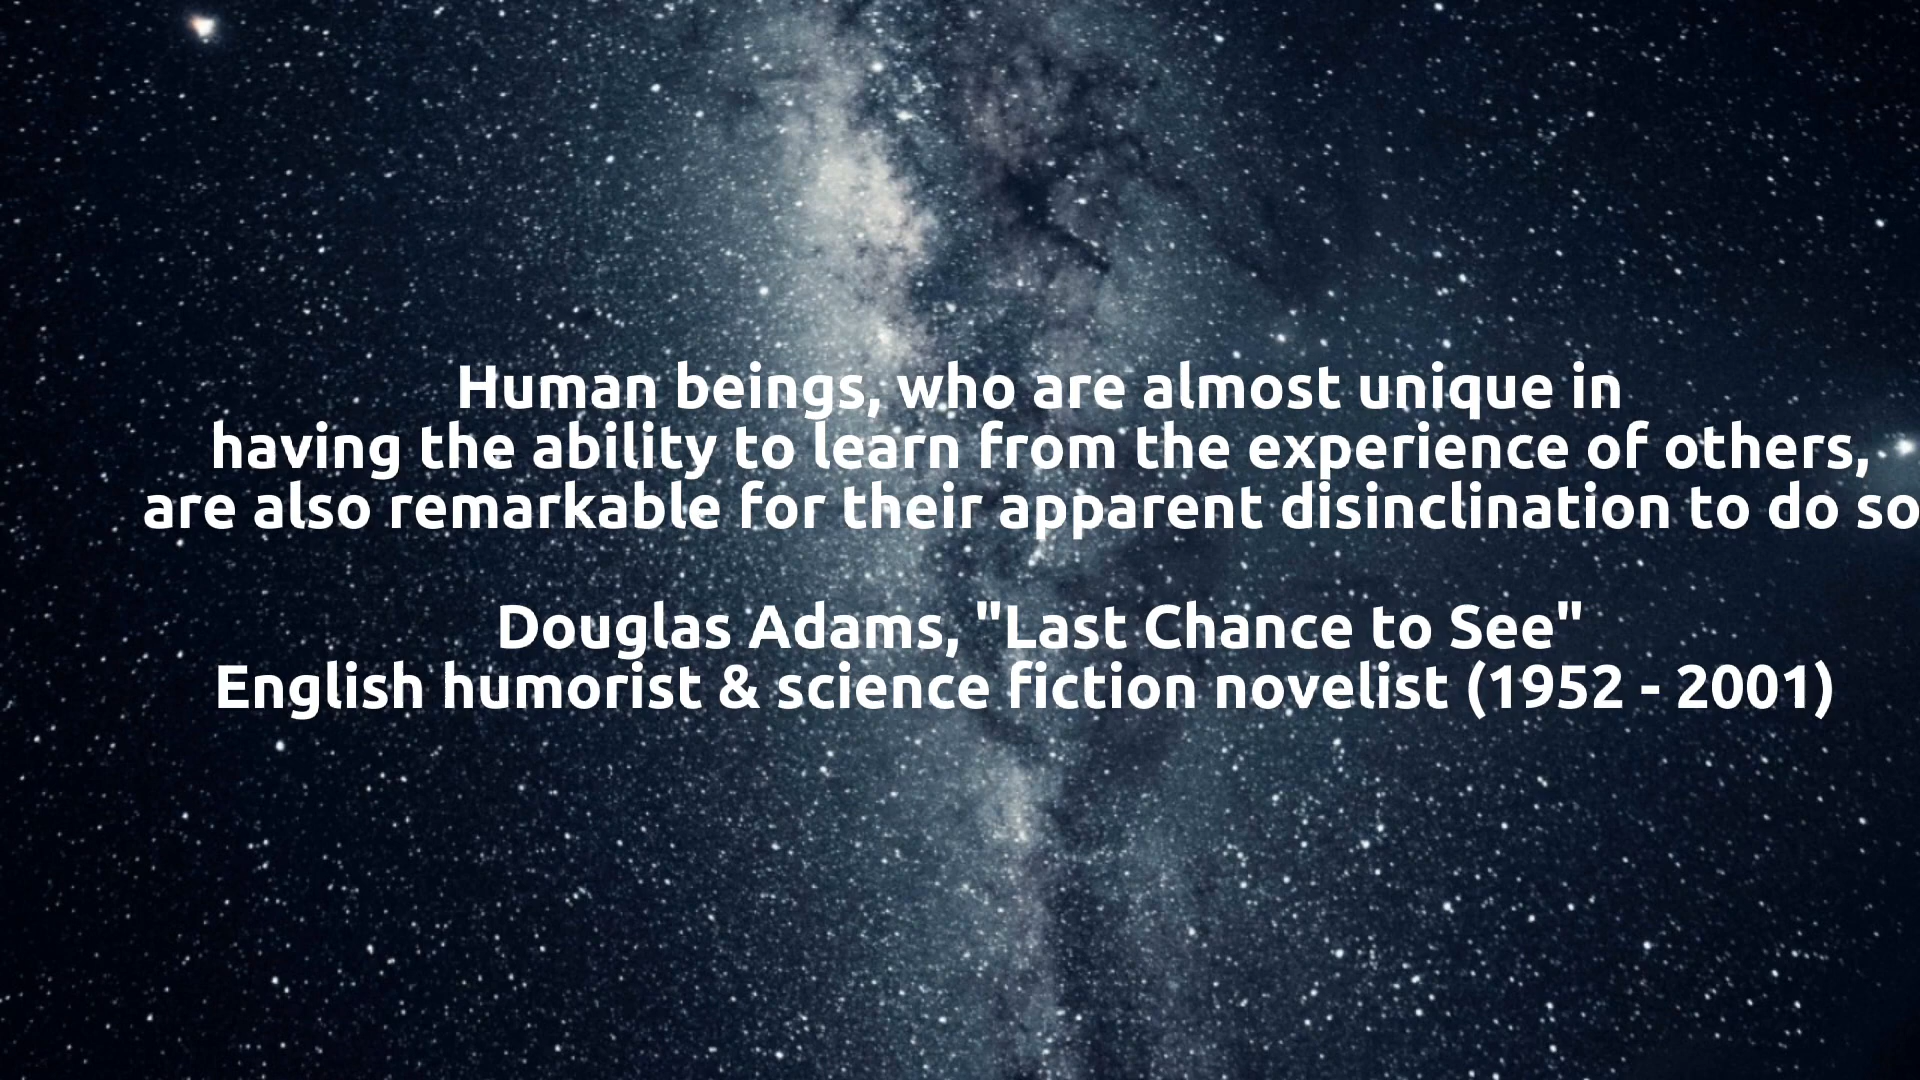 Human beings, who are almost unique in
having the ability to learn from the experience of others,
are also remarkable for their apparent disinclination to do so
Douglas Adams, "Last Chance to See"
English humorist & science fiction novelist (1952 - 2001)